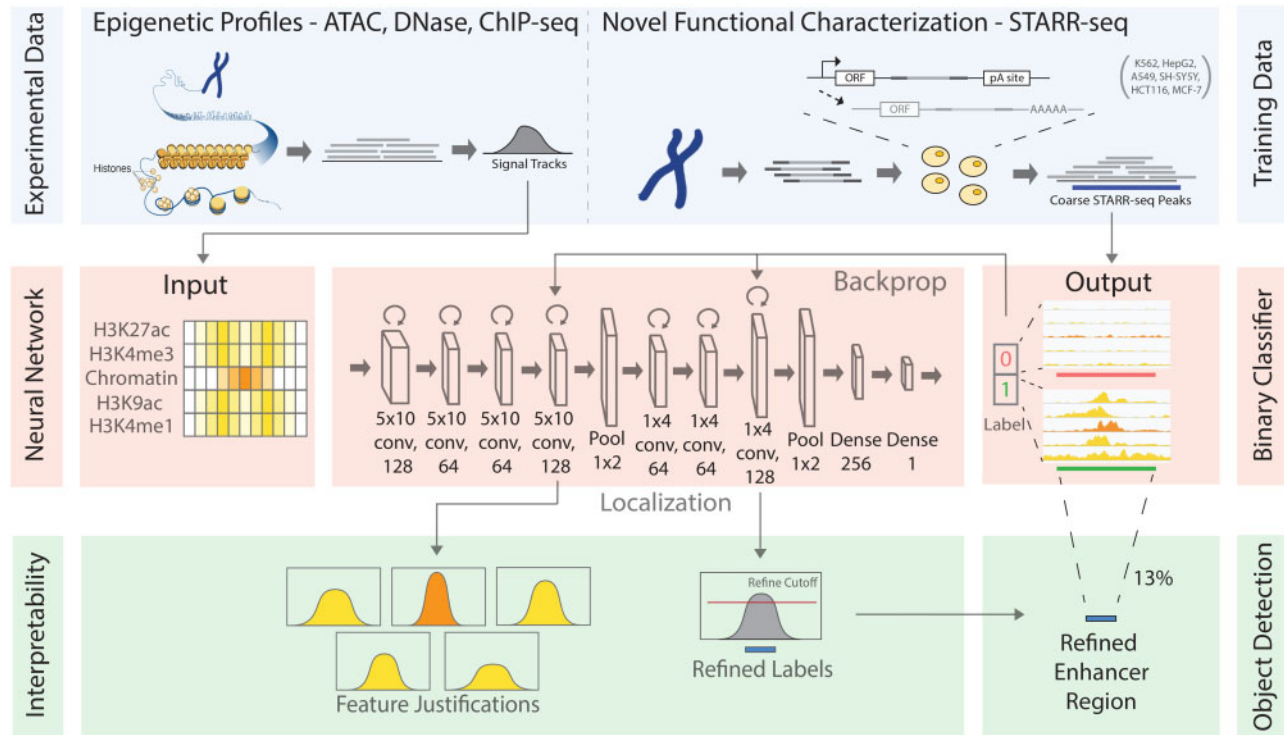 Experimental Data
Epigenetic Profiles - ATAC, DNase, ChIP-seq
Histones
Signal Tracks
Novel Functional Characterization - STARR-seq
ORF
pA site
K562, HepG2,
A549, SH-SY5Y,
HCT116, MCF-7
ORF
AAAAA
Coarse STARR-seq Peaks
Training Data
Neural Network
Input
H3K27ac
H3K4me3
Chromatin
H3K9ac
H3K4me1
Backprop
5x10
conv,
128
5x10
conv,
64
5x10
conv,
64
5x10
conv,
128
Pool
1x2
1x4
conv,
64
1x4
conv,
64
1x4
conv,
128
Pool
1x2
Dense
256
Dense
1
Localization
Output
0
1
Label
Binary Classifier
Interpretability
Feature Justifications
Refine Cutoff
Refined Labels
13%
Refined
Enhancer
Region
Object Detection